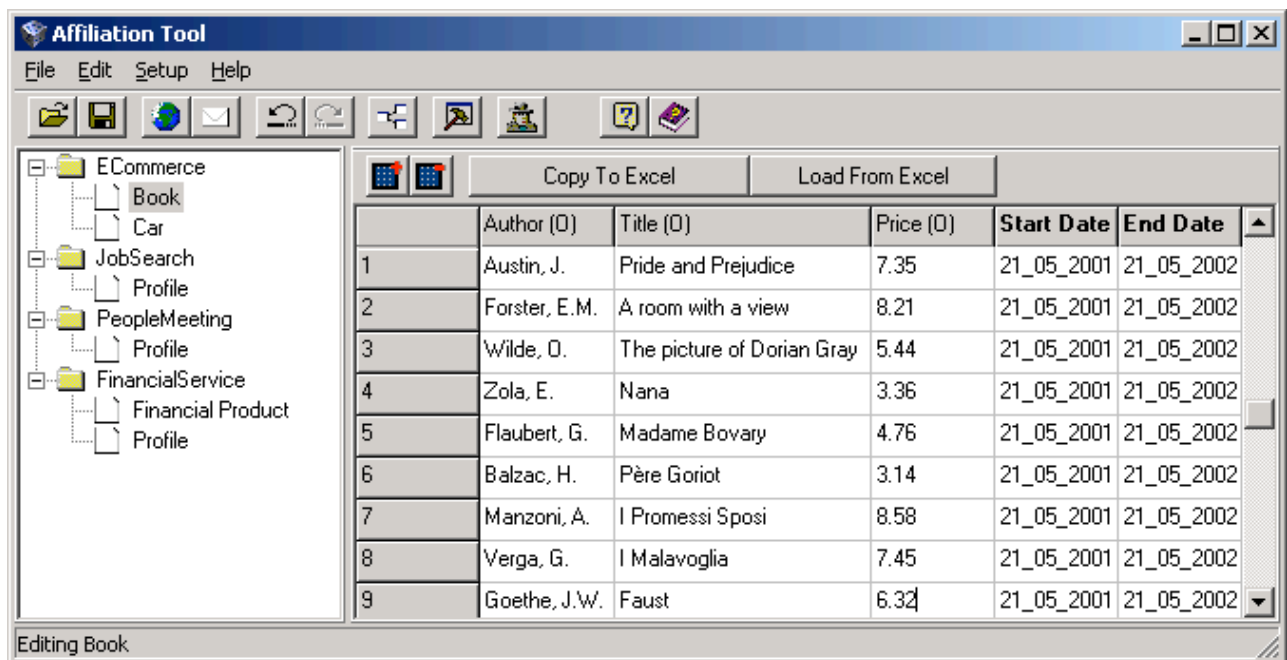 Affiliation Tool
File Edit Setup Help
ECommerce
Book
Car
JobSearch
Profile
PeopleMeeting
Profile
FinancialService
Financial Product
Profile
Copy To Excel Load From Excel
Author (O) Title (O) Price (O) Start Date End Date
1 Austin, J. Pride and Prejudice 7.35 21_05_2001 21_05_2002
2 Forster, E.M. A room with a view 8.21 21_05_2001 21_05_2002
3 Wilde, O. The picture of Dorian Gray 5.44 21_05_2001 21_05_2002
4 Zola, E. Nana 3.36 21_05_2001 21_05_2002
5 Flaubert, G. Madame Bovary 4.76 21_05_2001 21_05_2002
6 Balzac, H. Père Goriot 3.14 21_05_2001 21_05_2002
7 Manzoni, A. I Promessi Sposi 8.58 21_05_2001 21_05_2002
8 Verga, G. I Malavoglia 7.45 21_05_2001 21_05_2002
9 Goethe, J.W. Faust 6.32 21_05_2001 21_05_2002
Editing Book